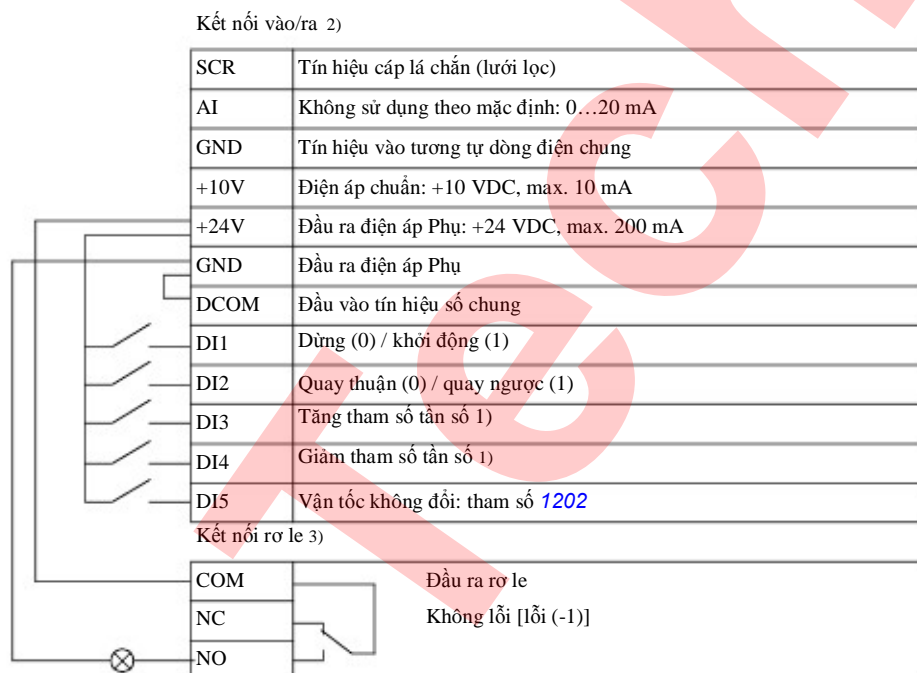 Kết nối vào/ra 2)
SCR Tín hiệu cáp lá chắn (lưới lọc)
AI Không sử dụng theo mặc định: 0…20 mA
GND Tín hiệu vào tương tự dòng điện chung
+10V Điện áp chuẩn: +10 VDC, max. 10 mA
+24V Đầu ra điện áp Phụ: +24 VDC, max. 200 mA
GND Đầu ra điện áp Phụ
DCOM Đầu vào tín hiệu số chung
DI1 Dừng (0) / khởi động (1)
DI2 Quay thuận (0) / quay ngược (1)
DI3 Tăng tham số tần số 1)
DI4 Giảm tham số tần số 1)
DI5 Vận tốc không đổi: tham số 1202
Kết nối rơ le 3)
COM Đầu ra rơ le
NC Không lỗi [lỗi (-1)]
NO
Tech